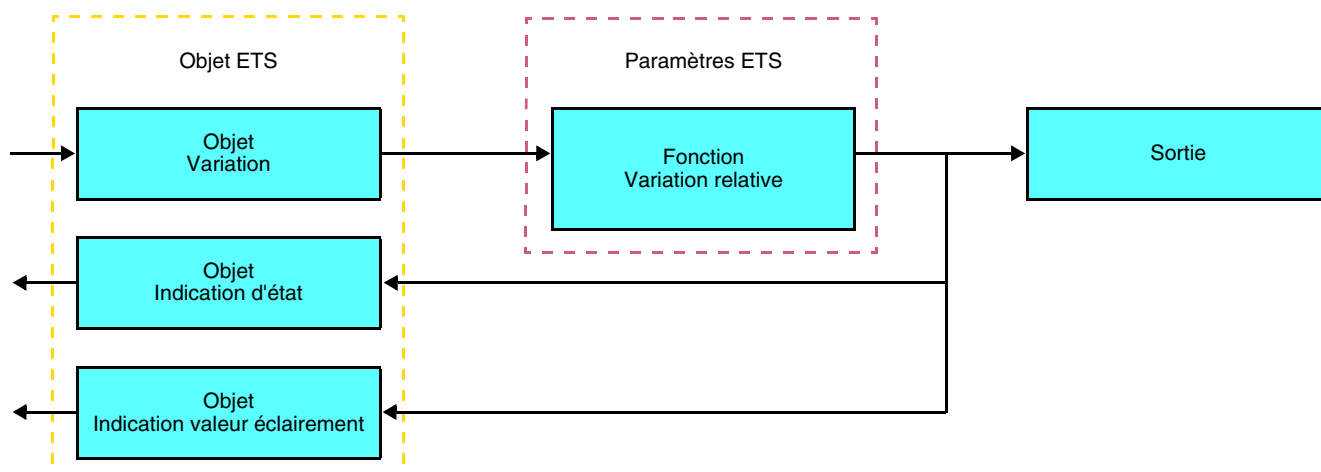 Objet ETS
Paramètres ETS
Objet
Variation
Fonction
Variation relative
Sortie
Objet
Indication d'état
Objet
Indication valeur éclairement